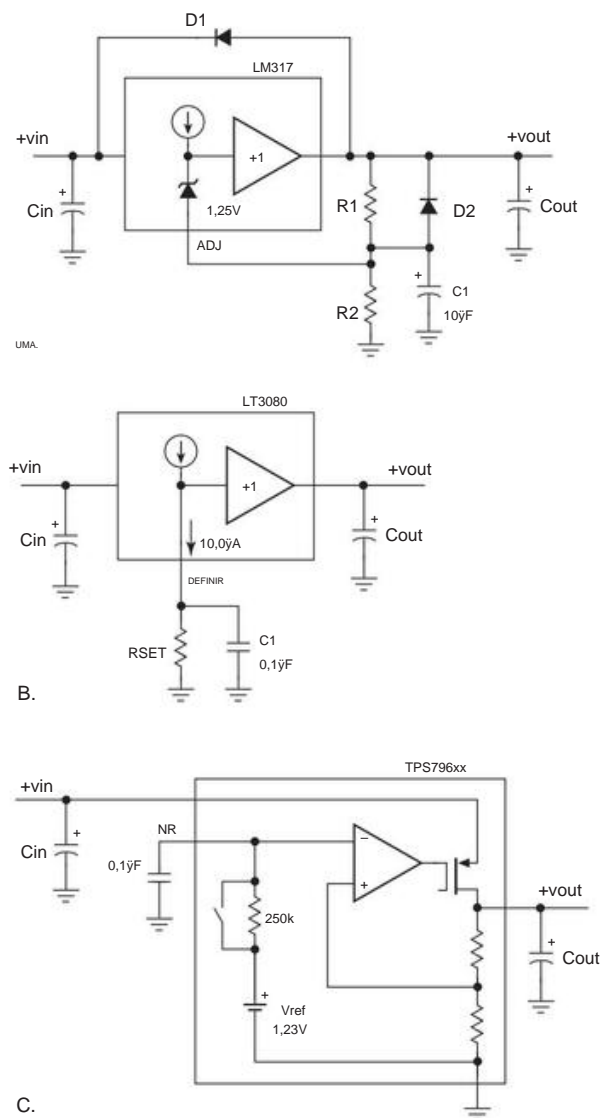 D1
LM317
+vin
+vout
+1
Cin
1,25V
R1
D2
Cout
ADJ
C1
R2
10ÿF
UMA.
LT3080
+vin
+vout
+1
Cin
10,0ÿA
Cout
DEFINIR
C1
RSET
0,1ÿF
B.
TPS796xx
+vin
NR
Cin
0,1ÿF
−
+
+vout
250k
Cout
Vref
1,23V
C.